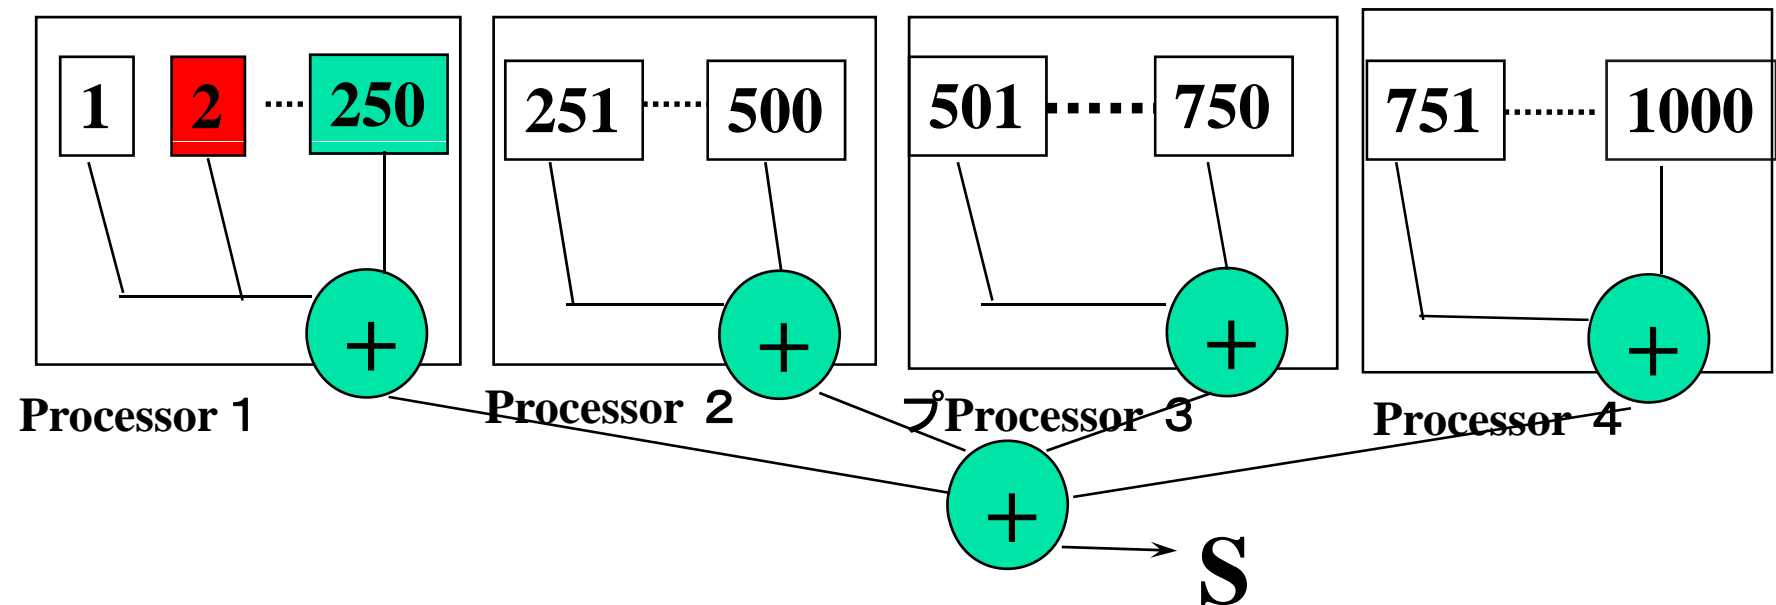 1 2 ..... 250 251 ....... 500 501 ....... 750 751 ......... 1000
+ + + +
Processor １ Processor ２ プProcessor ３ Processor ４
+
S